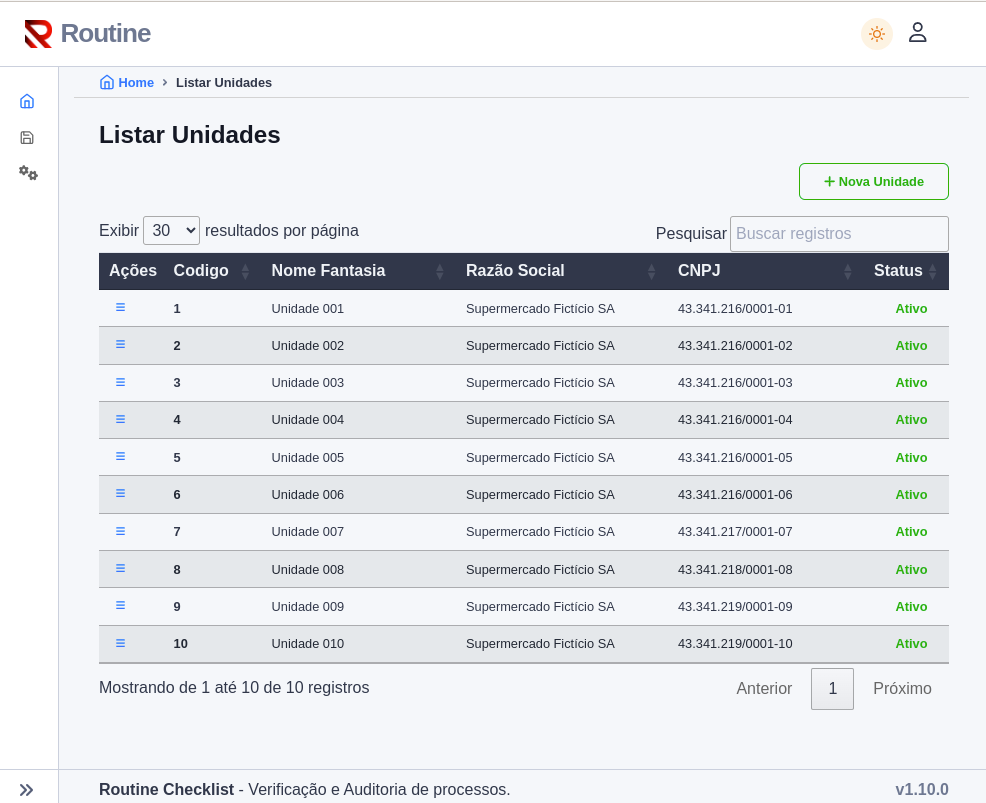 Routine
Home > Listar Unidades
Listar Unidades
+ Nova Unidade
Exibir 30 resultados por página
Pesquisar Buscar registros
Ações Codigo Nome Fantasia Razão Social CNPJ Status
1 Unidade 001 Supermercado Fictício SA 43.341.216/0001-01 Ativo
2 Unidade 002 Supermercado Fictício SA 43.341.216/0001-02 Ativo
3 Unidade 003 Supermercado Fictício SA 43.341.216/0001-03 Ativo
4 Unidade 004 Supermercado Fictício SA 43.341.216/0001-04 Ativo
5 Unidade 005 Supermercado Fictício SA 43.341.216/0001-05 Ativo
6 Unidade 006 Supermercado Fictício SA 43.341.216/0001-06 Ativo
7 Unidade 007 Supermercado Fictício SA 43.341.217/0001-07 Ativo
8 Unidade 008 Supermercado Fictício SA 43.341.218/0001-08 Ativo
9 Unidade 009 Supermercado Fictício SA 43.341.219/0001-09 Ativo
10 Unidade 010 Supermercado Fictício SA 43.341.219/0001-10 Ativo
Mostrando de 1 até 10 de 10 registros
Anterior 1 Próximo
Routine Checklist - Verificação e Auditoria de processos.
v1.10.0